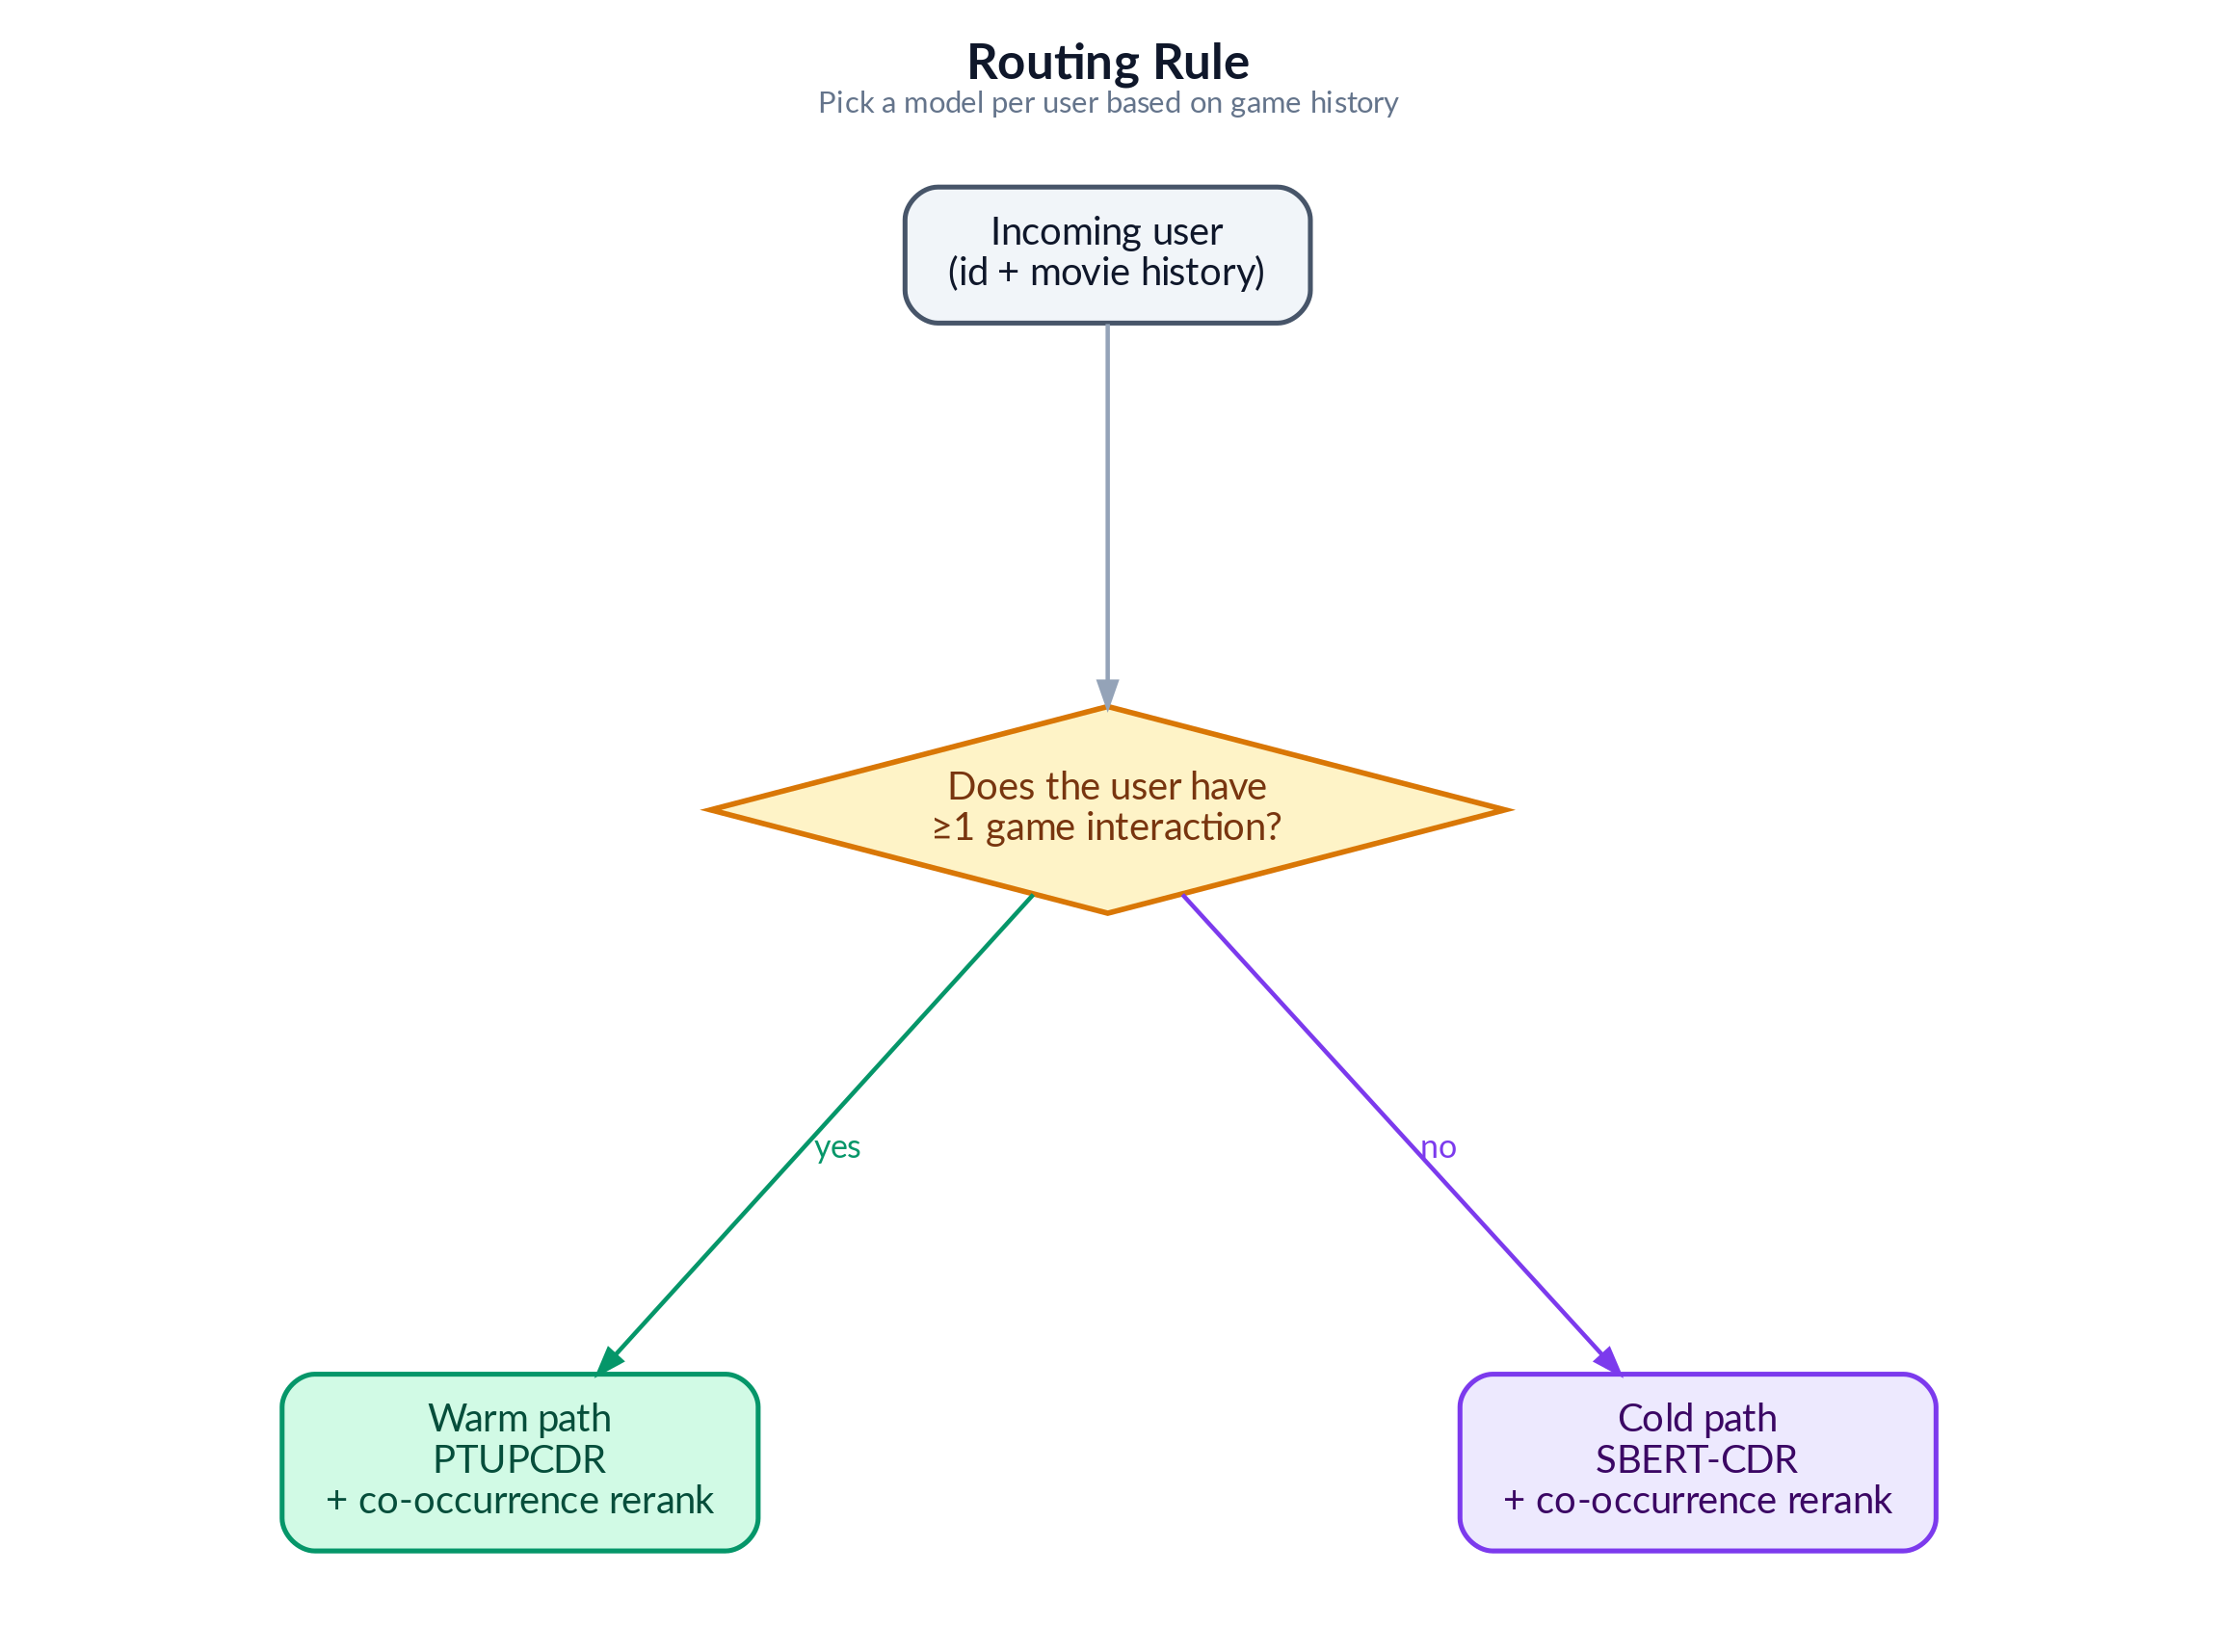 Routing Rule
Pick a model per user based on game history
Incoming user
(id + movie history)
Does the user have
≥1 game interaction?
yes
no
Warm path
PTUPCDR
+ co-occurrence rerank
Cold path
SBERT-CDR
+ co-occurrence rerank